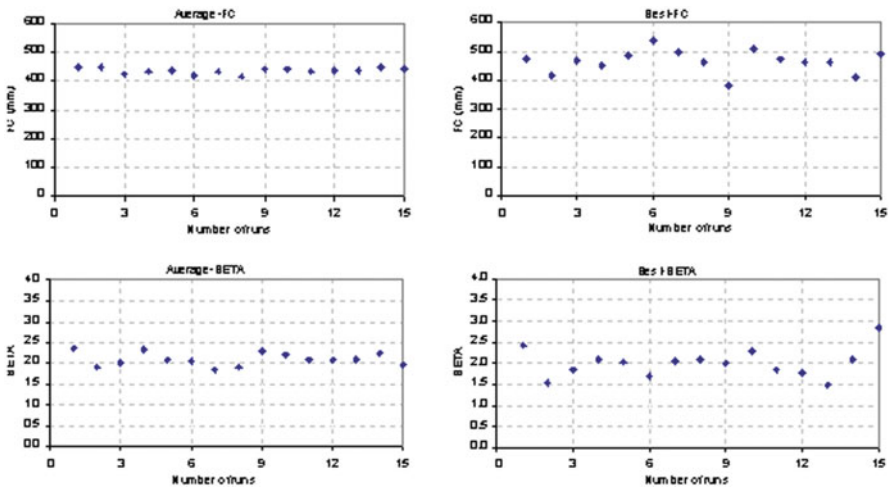 Average-FC
600
500
400
300
200
100
0
FC (mm)
0 3 6 9 12 15
Number of runs
Best-FC
600
500
400
300
200
100
0
FC (mm)
0 3 6 9 12 15
Number of runs
Average-BETA
4.0
3.5
3.0
2.5
2.0
1.5
1.0
0.5
0.0
BETA
0 3 6 9 12 15
Number of runs
Best-BETA
4.0
3.5
3.0
2.5
2.0
1.5
1.0
0.5
0.0
BETA
0 3 6 9 12 15
Number of runs